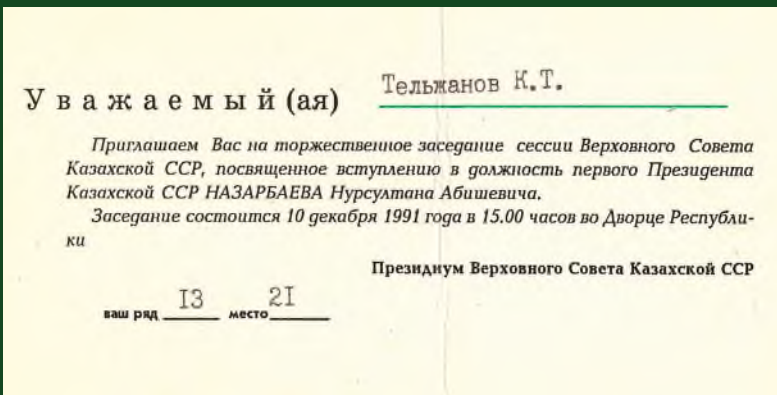 Уважаемый (ая) Тельжанов К.Т.
Приглашаем Вас на торжественное заседание сессии Верховного Совета
Казахской ССР, посвященное вступлению в должность первого Президента
Казахской ССР НАЗАРБАЕВА Нурсултана Абишевича.
Заседание состоится 10 декабря 1991 года в 15.00 часов во Дворце Республи-
ки
Президиум Верховного Совета Казахской ССР
ваш ряд 13 место 21